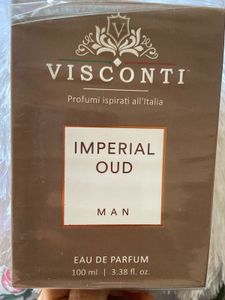 V
VISCONTI
Profumi ispirati all'Italia
IMPERIAL
OUD
MAN
EAU DE PARFUM
100 ml | 3.38 fl. oz.